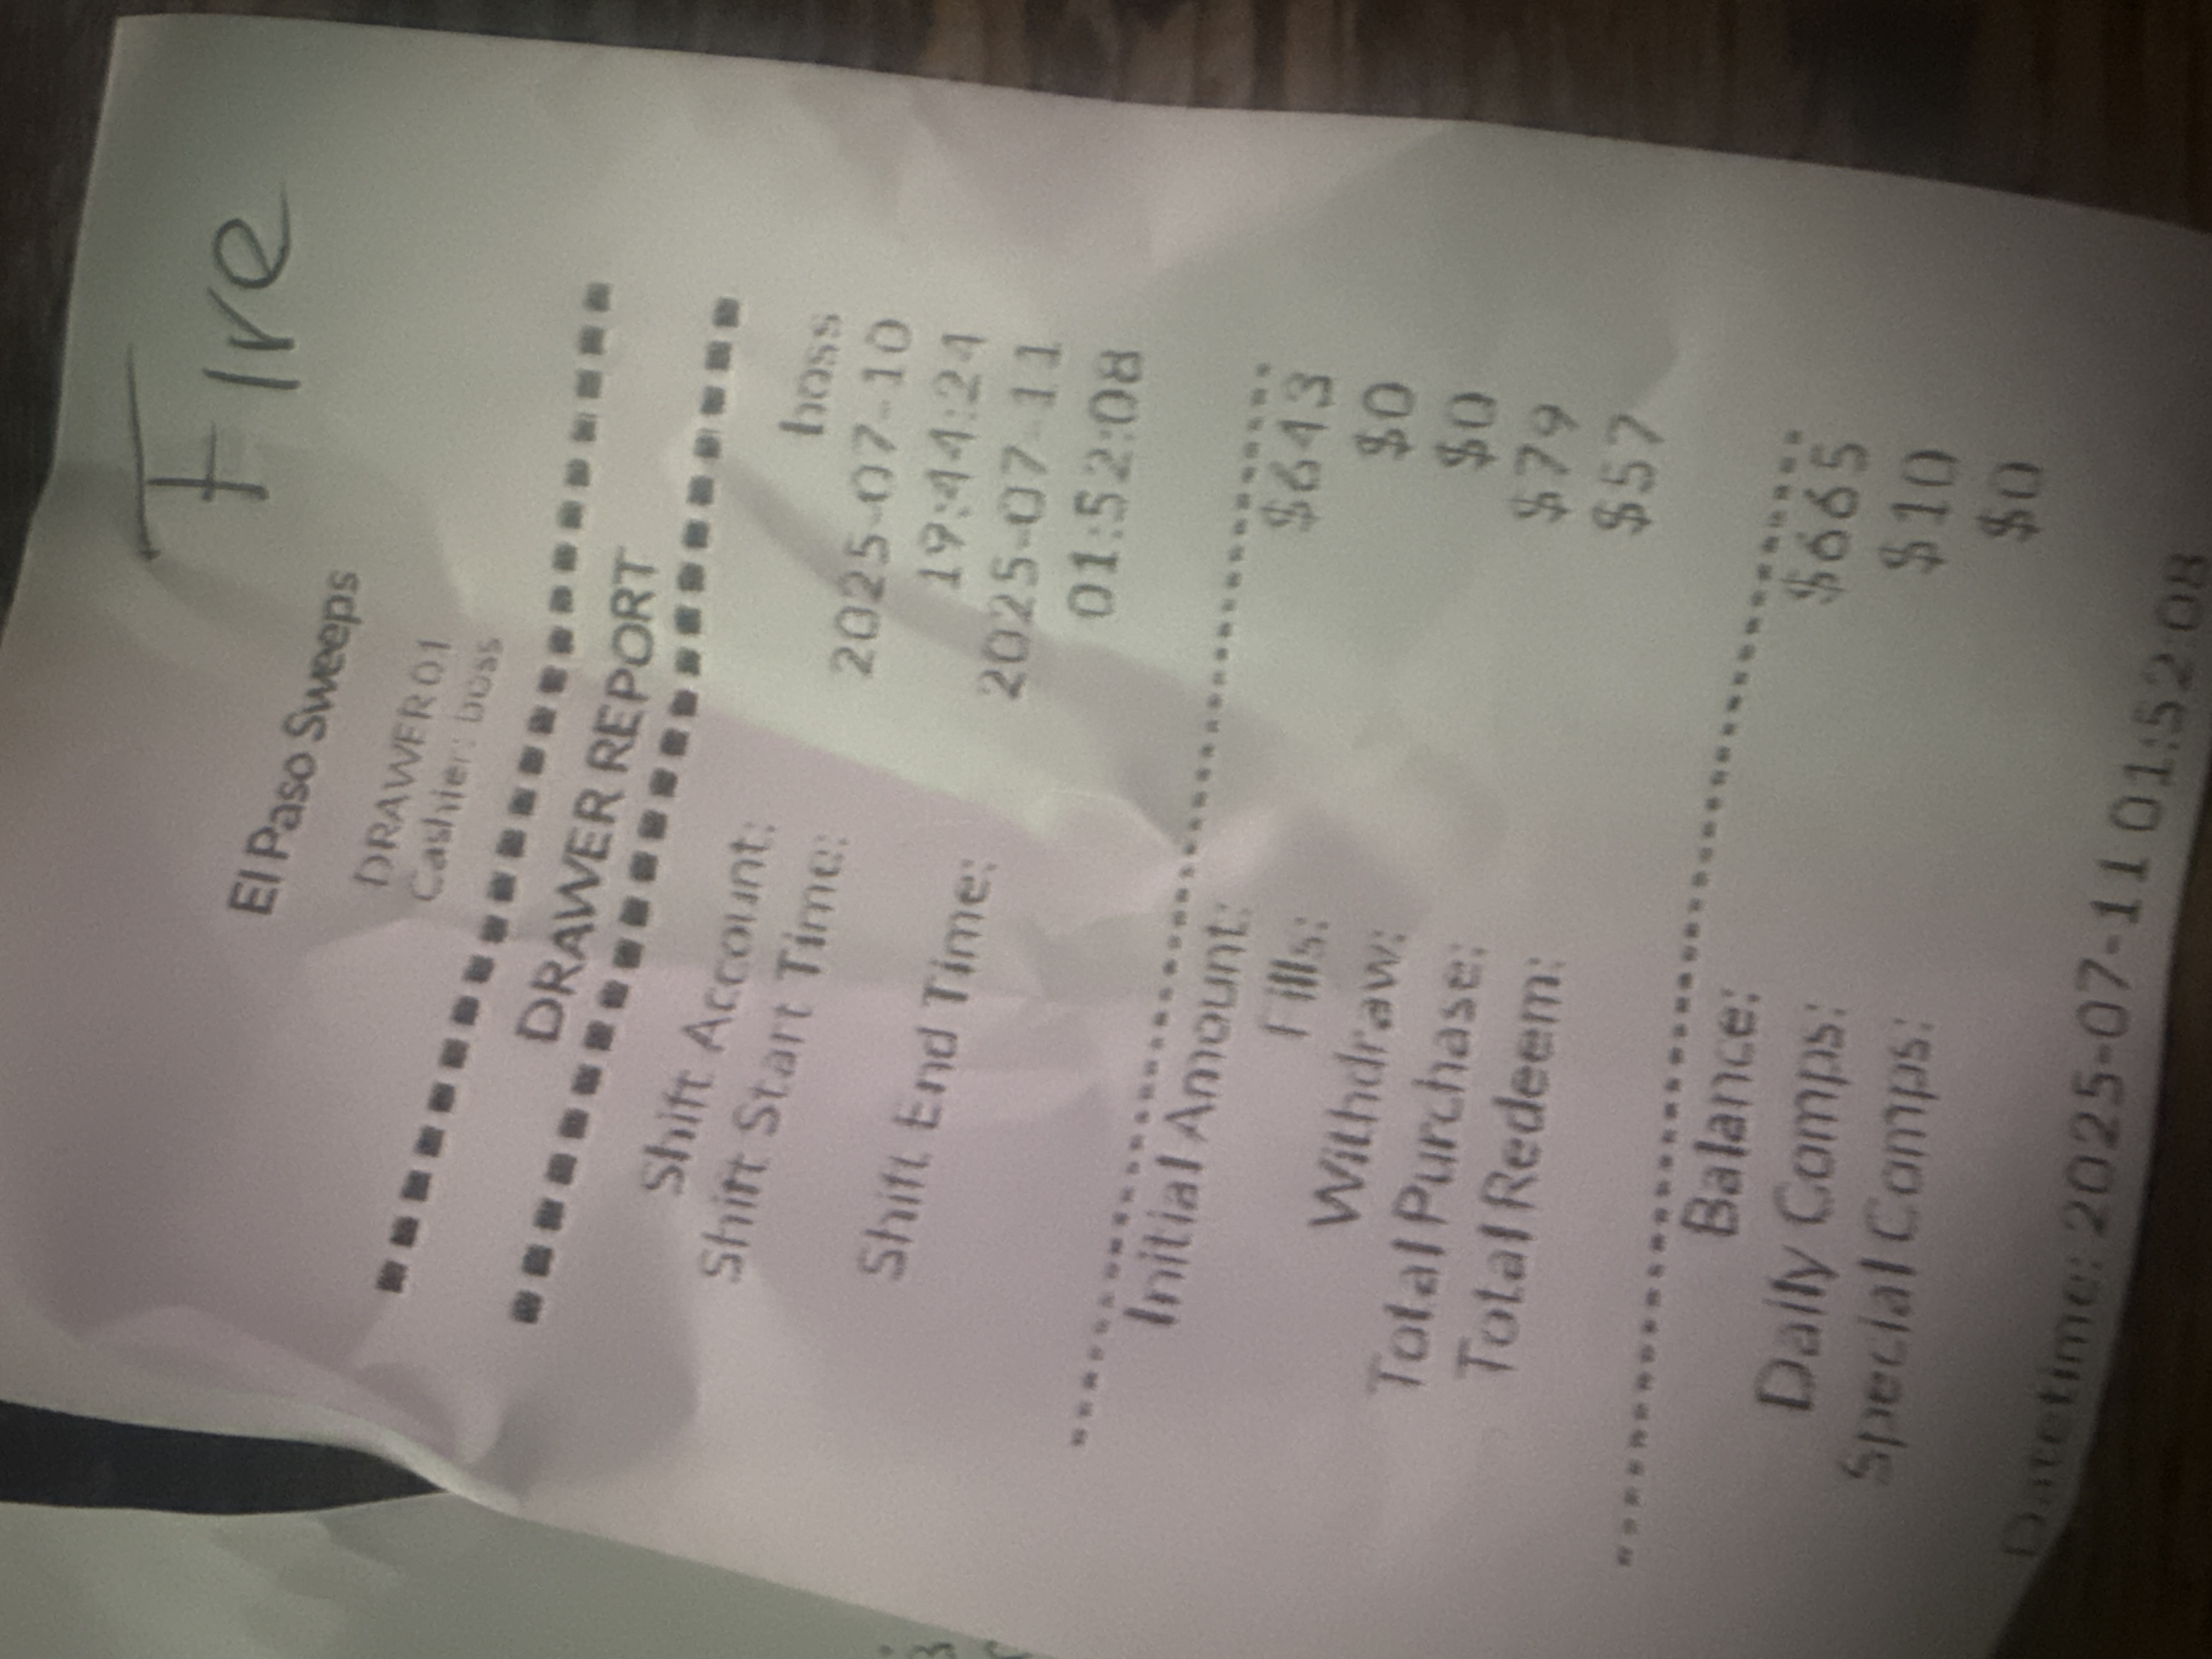 Fire
El Paso Sweeps
DRAWER 01
Cashier: boss
DRAWER REPORT
Shift Account: boss
Shift Start Time: 2025-07-10
19:44:24
Shift End Time: 2025-07-11
01:52:08
Initial Amount: $643
Fills: $0
Withdraw: $0
Total Purchase: $79
Total Redeem: $57
Balance: $665
Daily Comps: $10
Special Comps: $0
Datetime: 2025-07-11 01:52:08